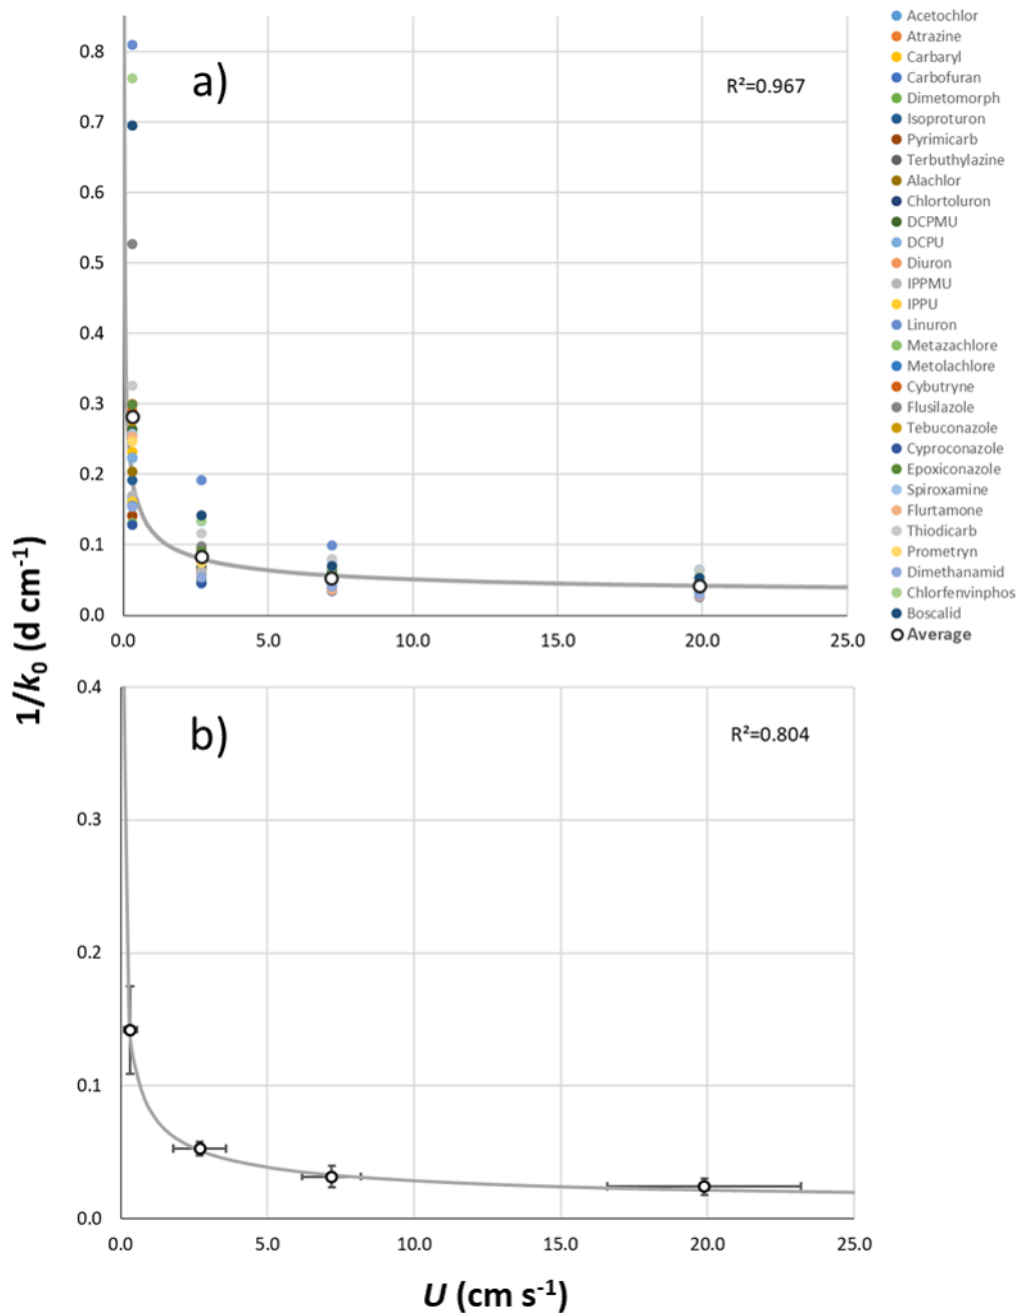 a)
R²=0.967
0.8
0.7
0.6
0.5
0.4
0.3
0.2
0.1
0.0
0.0 5.0 10.0 15.0 20.0 25.0
Acetochlor
Atrazine
Carbaryl
Carbofuran
Dimetomorph
Isoproturon
Pyrimicarb
Terbuthylazine
Alachlor
Chlortoluron
DCPMU
DCPU
Diuron
IPPMU
IPPU
Linuron
Metazachlore
Metolachlore
Cybutryne
Flusilazole
Tebuconazole
Cyproconazole
Epoxiconazole
Spiroxamine
Flurtamone
Thiodicarb
Prometryn
Dimethanamid
Chlorfenvinphos
Boscalid
Average
1/k₀ (d cm⁻¹)
b)
R²=0.804
0.4
0.3
0.2
0.1
0.0
0.0 5.0 10.0 15.0 20.0 25.0
U (cm s⁻¹)